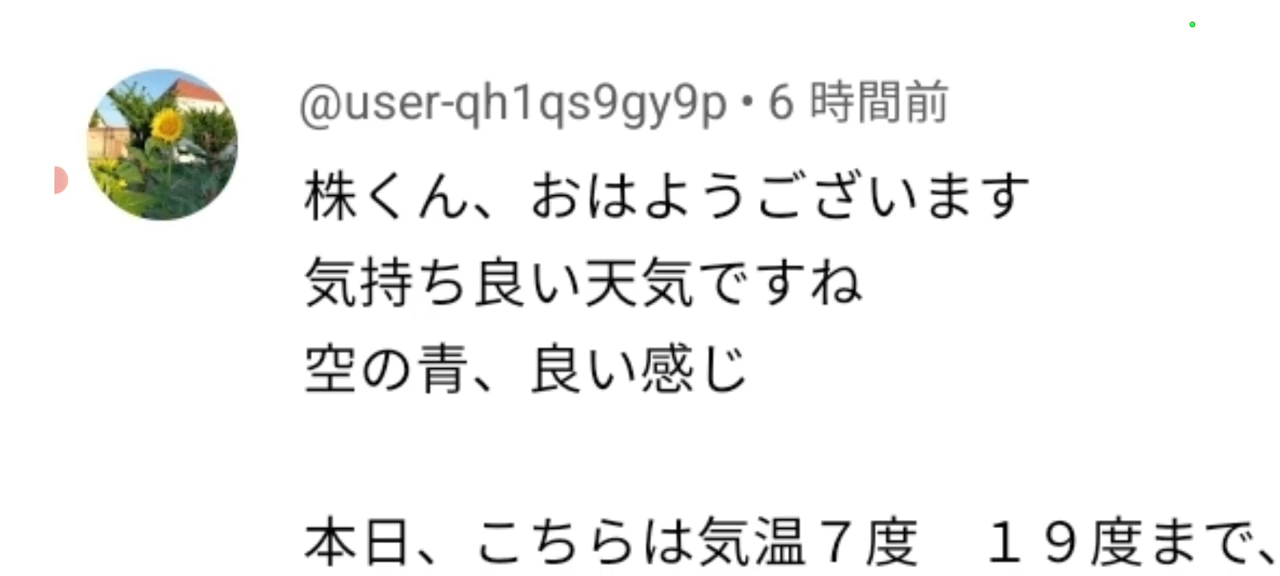 @user-qh1qs9gy9p • 6 時間前
株くん、おはようございます
気持ち良い天気ですね
空の青、良い感じ
本日、こちらは気温７度　１９度まで、